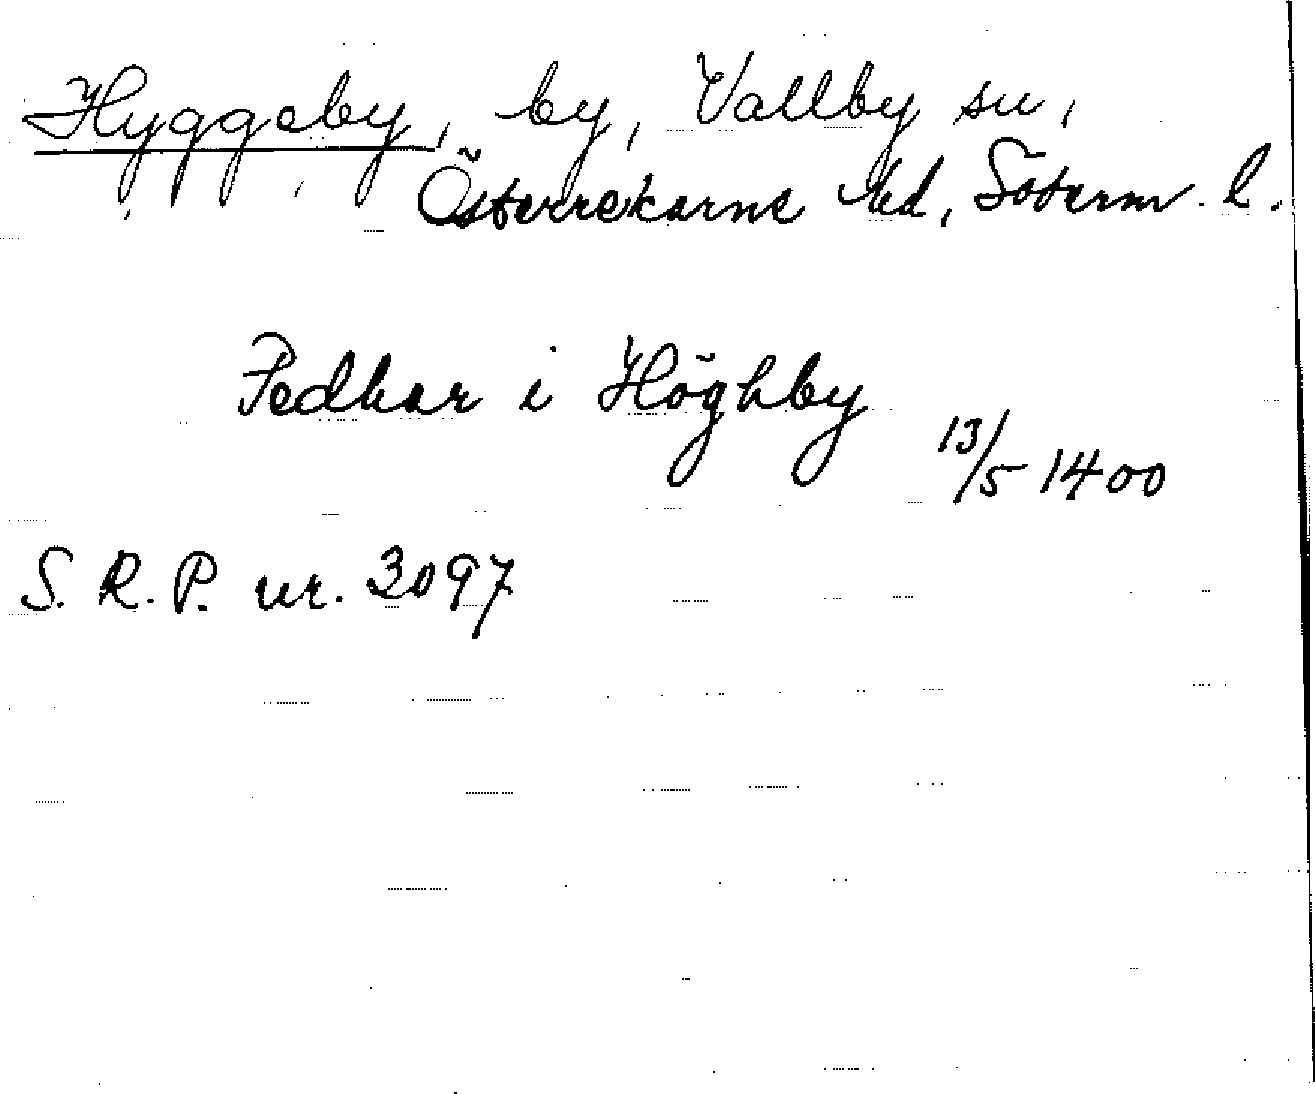 Hyggeby, by, Vallby sn,
Österrekarne hd, Söderm. l.
Pedhar i Höghby
13/5 1400
S. R. P. nr. 3097